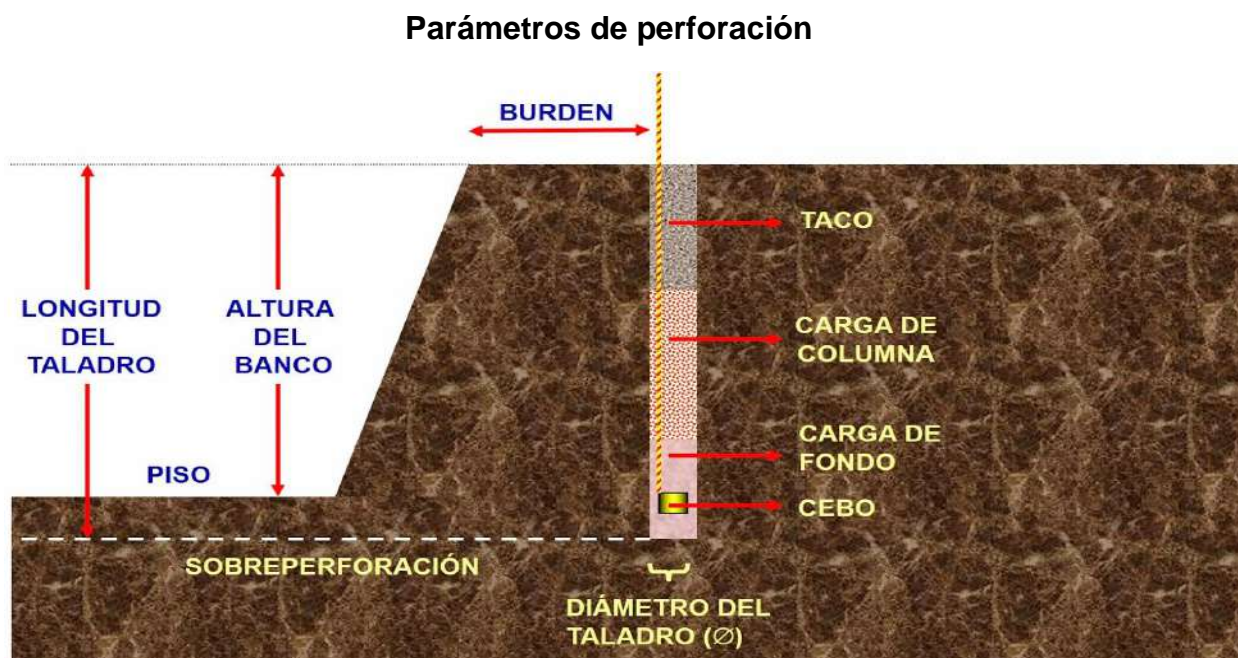 Parámetros de perforación
BURDEN
TACO
LONGITUD
DEL
TALADRO
ALTURA
DEL
BANCO
CARGA DE
COLUMNA
CARGA DE
FONDO
PISO
CEBO
SOBREPERFORACIÓN
DIÁMETRO DEL
TALADRO (∅)